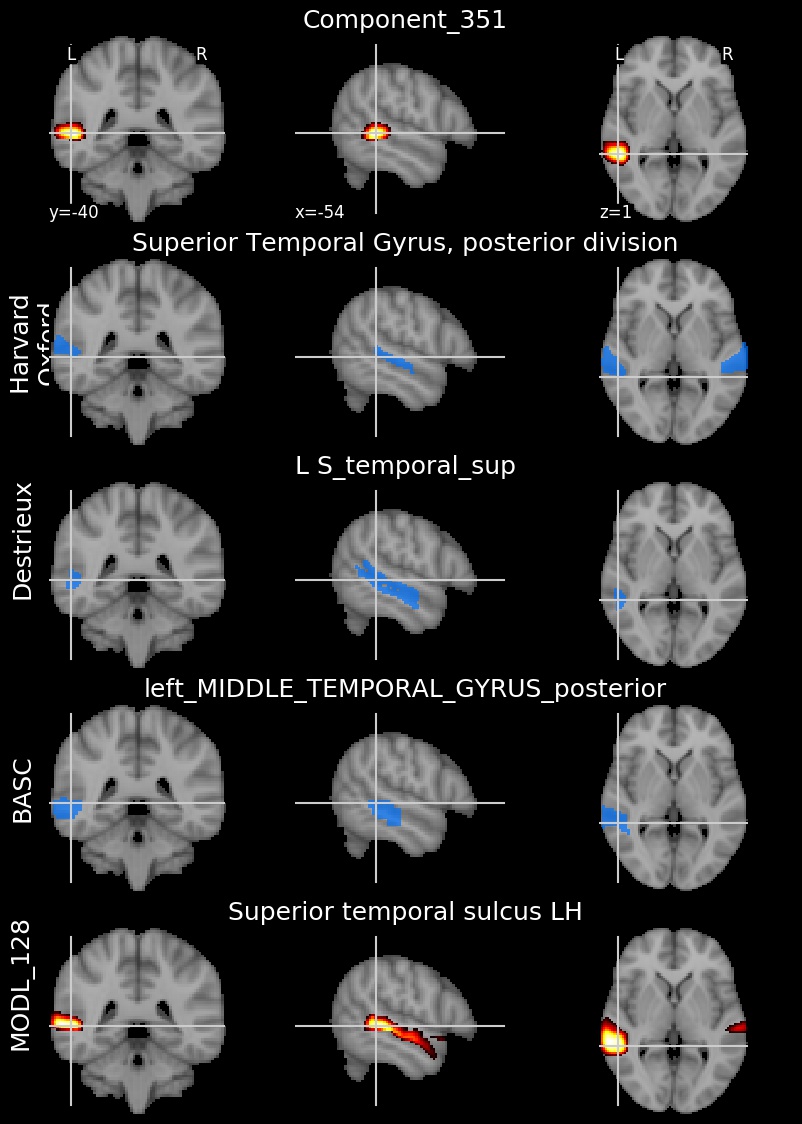 Component_351
L R L R
y=-40 x=-54 z=1
Superior Temporal Gyrus, posterior division
Harvard
Oxford
L S_temporal_sup
Destrieux
left_MIDDLE_TEMPORAL_GYRUS_posterior
BASC
Superior temporal sulcus LH
MODL_128